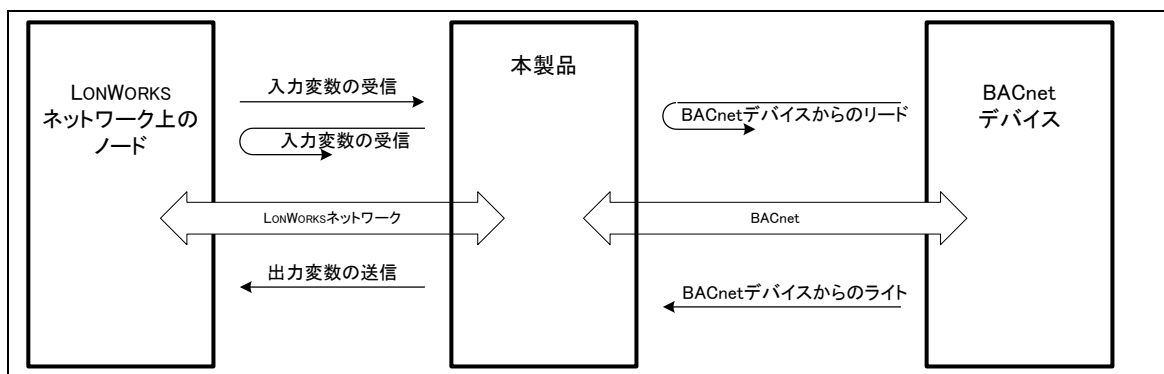 LONWORKS
ネットワーク上の
ノード
入力変数の受信
入力変数の受信
本製品
BACnetデバイスからのリード
BACnet
デバイス
LONWORKSネットワーク
BACnet
出力変数の送信
BACnetデバイスからのライト